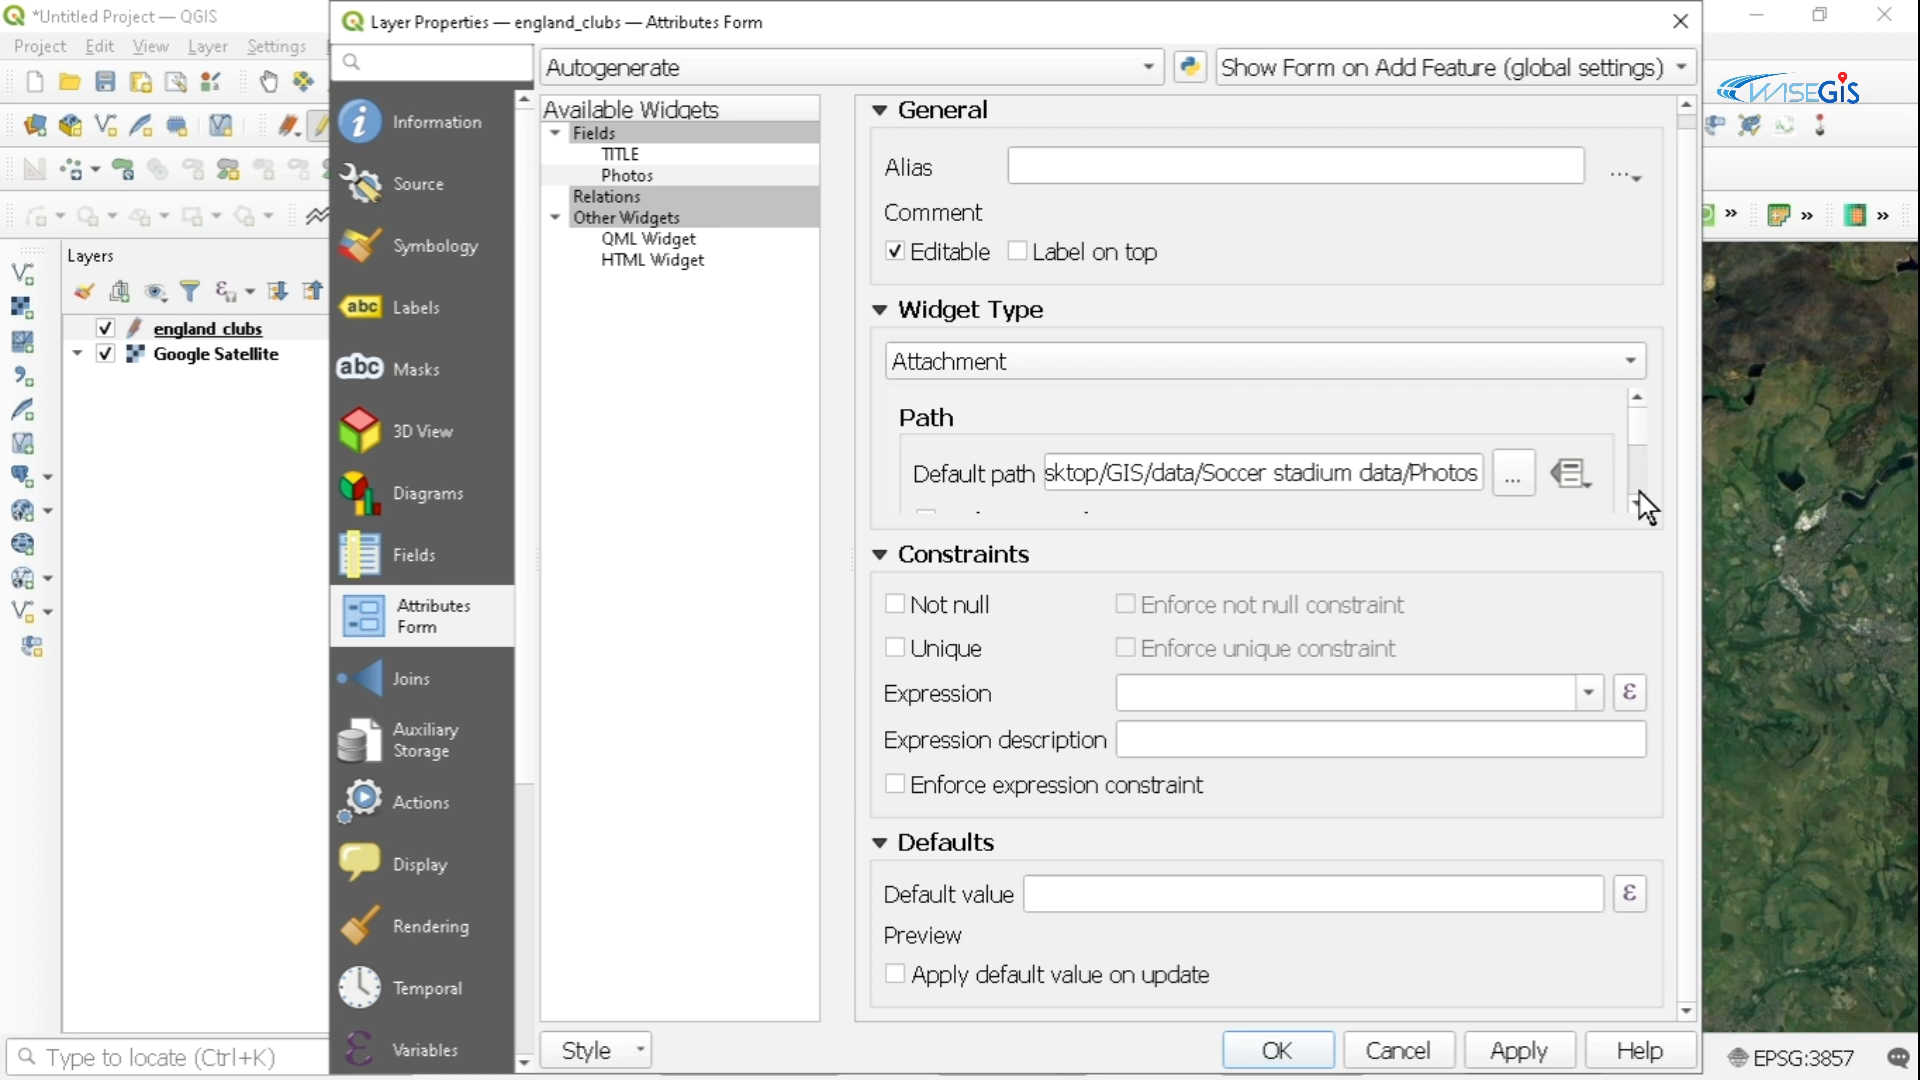 *Untitled Project — QGIS
Project Edit View Layer Settings
Layer Properties — england_clubs — Attributes Form
Autogenerate
Show Form on Add Feature (global settings)
WISEGIS
Information
Source
Symbology
abc Labels
abc Masks
3D View
Diagrams
Fields
Attributes
Form
Joins
Auxiliary
Storage
Actions
Display
Rendering
Temporal
Variables
Layers
england_clubs
Google Satellite
Available Widgets
Fields
TITLE
Photos
Relations
Other Widgets
QML Widget
HTML Widget
General
Alias
Comment
Editable Label on top
Widget Type
Attachment
Path
Default path sktop/GIS/data/Soccer stadium data/Photos ...
Constraints
Not null Enforce not null constraint
Unique Enforce unique constraint
Expression ε
Expression description
Enforce expression constraint
Defaults
Default value ε
Preview
Apply default value on update
Style OK Cancel Apply Help
Type to locate (Ctrl+K)
EPSG:3857